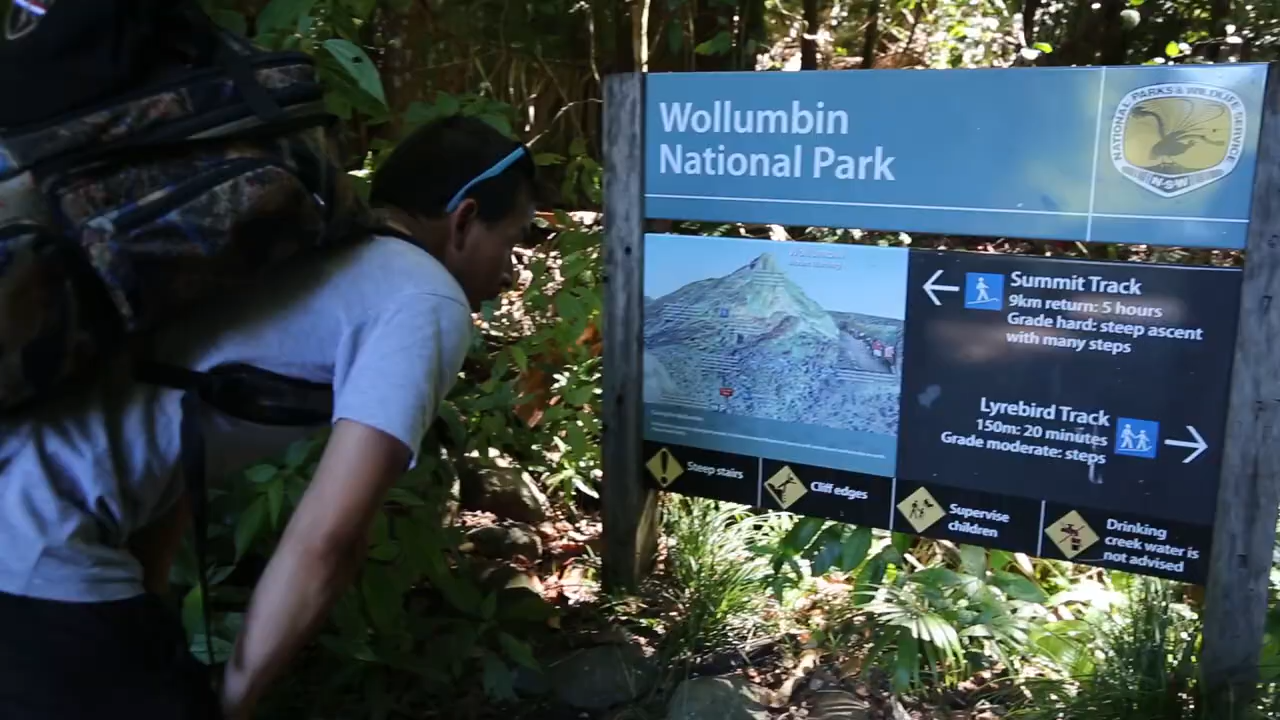 Wollumbin
National Park
NATIONAL PARKS & WILDLIFE SERVICE
N·S·W
Summit Track
9km return: 5 hours
Grade hard: steep ascent
with many steps
Lyrebird Track
150m: 20 minutes
Grade moderate: steps
Steep stairs
Cliff edges
Supervise
children
Drinking
creek water is
not advised